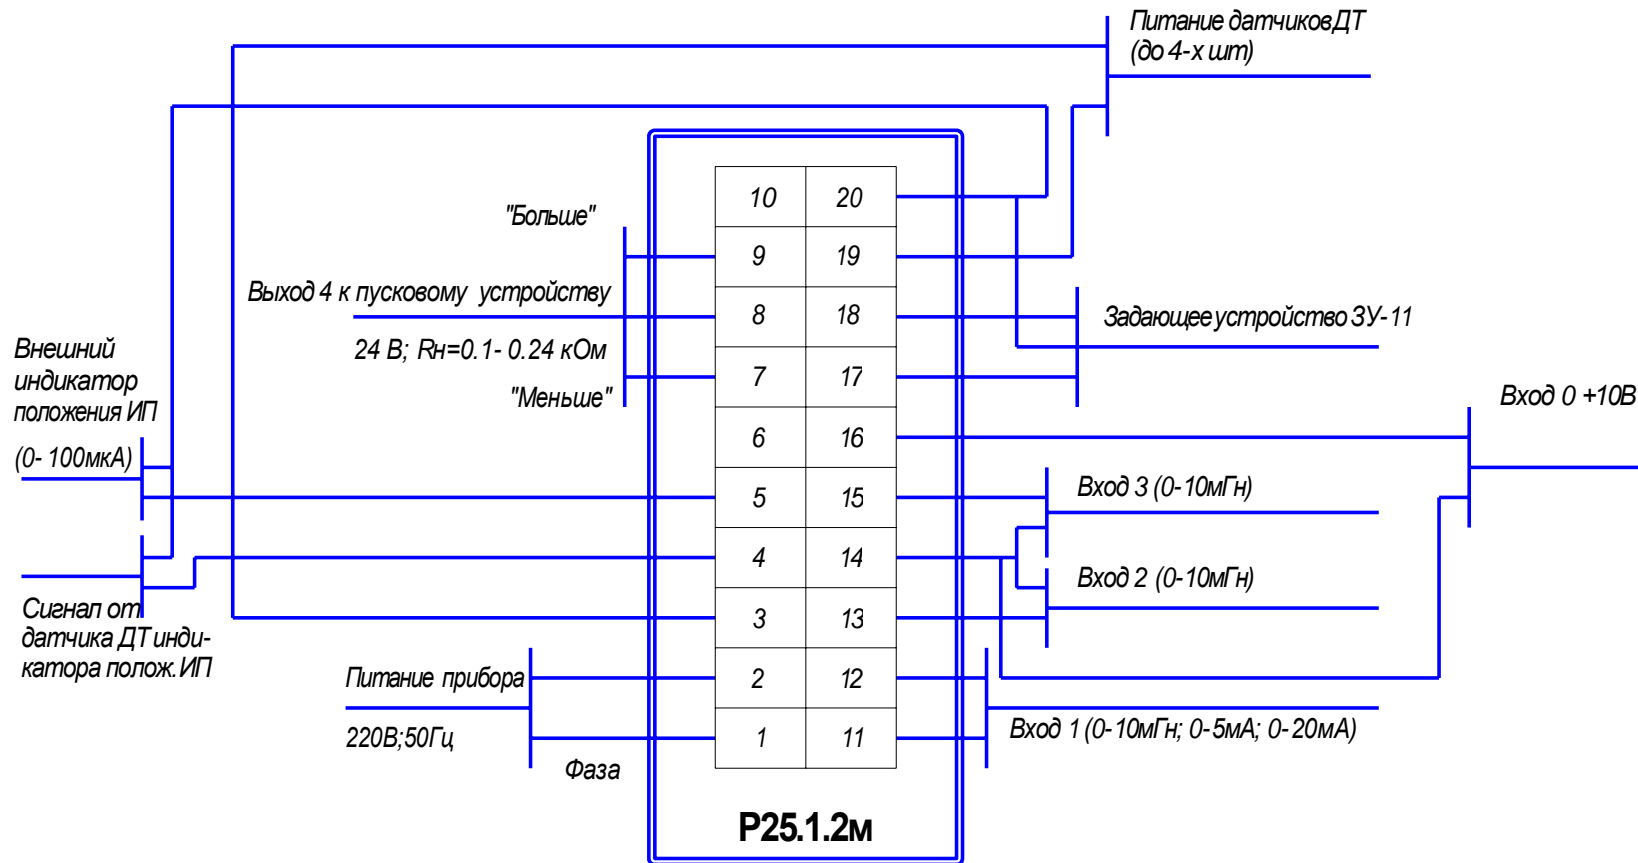 Питание датчиков ДТ
(до 4-х шт)
10 20
"Больше"
9 19
Выход 4 к пусковому устройству
8 18
Задающее устройство ЗУ-11
24 В; Rн=0.1-0.24 кОм
Внешний
индикатор
положения ИП
(0-100мкА)
7 17
"Меньше"
Вход 0 +10В
6 16
5 15
Вход 3 (0-10мГн)
4 14
Вход 2 (0-10мГн)
Сигнал от
датчика ДТ инди-
катора полож. ИП
3 13
Питание прибора
2 12
220В;50Гц
1 11
Вход 1 (0-10мГн; 0-5мА; 0-20мА)
Фаза
Р25.1.2м